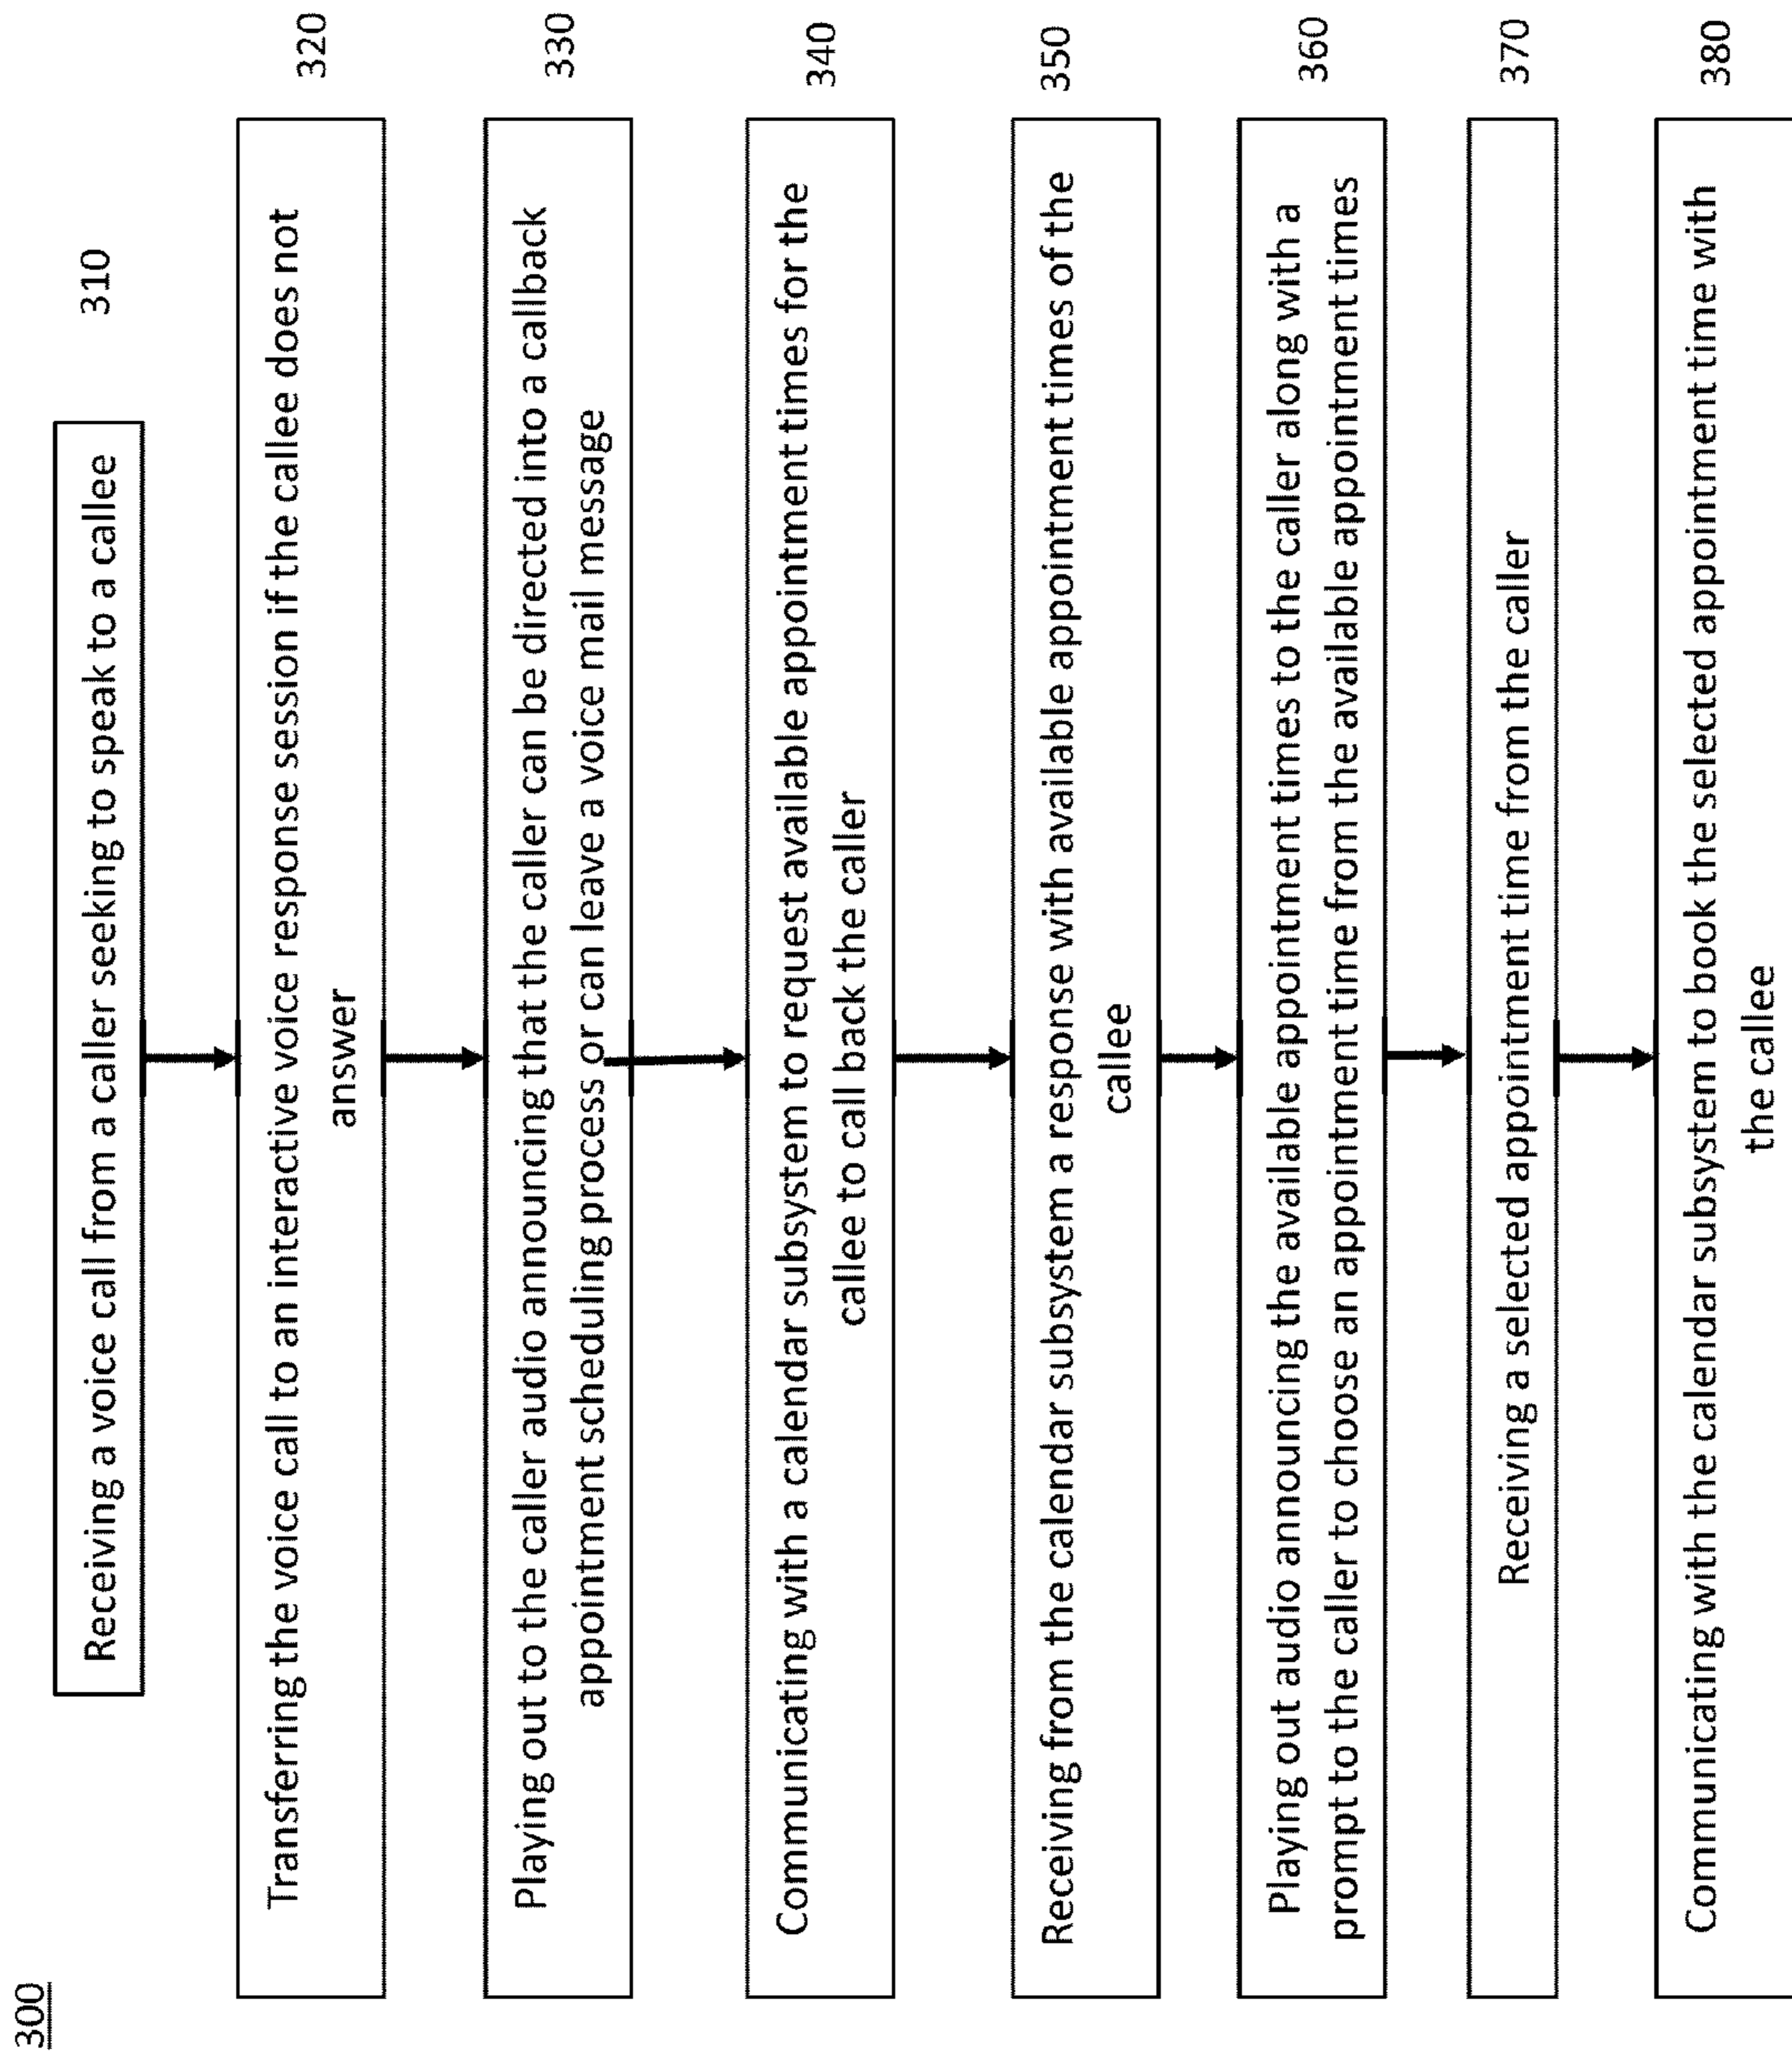 300
Receiving a voice call from a caller seeking to speak to a callee
310
Transferring the voice call to an interactive voice response session if the callee does not
answer
320
Playing out to the caller audio announcing that the caller can be directed into a callback
appointment scheduling process or can leave a voice mail message
330
Communicating with a calendar subsystem to request available appointment times for the
callee to call back the caller
340
Receiving from the calendar subsystem a response with available appointment times of the
callee
350
Playing out audio announcing the available appointment times to the caller along with a
prompt to the caller to choose an appointment time from the available appointment times
360
Receiving a selected appointment time from the caller
370
Communicating with the calendar subsystem to book the selected appointment time with
the callee
380